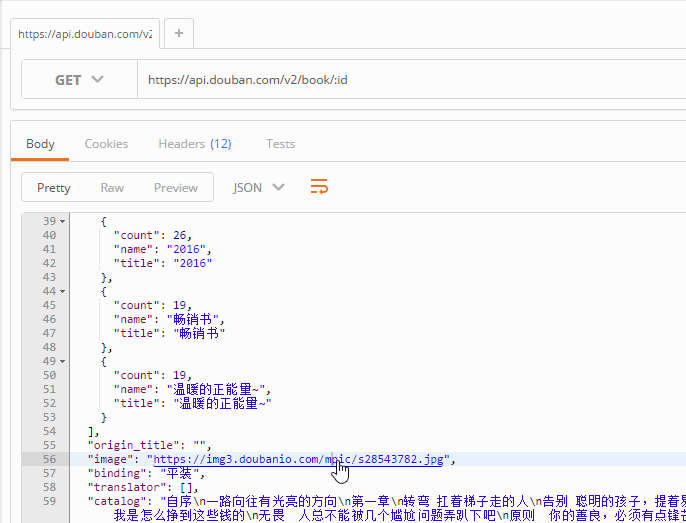 https://api.douban.com/v2
+
GET
https://api.douban.com/v2/book/:id
Body Cookies Headers (12) Tests
Pretty Raw Preview JSON
39 {
40 "count": 26,
41 "name": "2016",
42 "title": "2016"
43 },
44 {
45 "count": 19,
46 "name": "畅销书",
47 "title": "畅销书"
48 },
49 {
50 "count": 19,
51 "name": "温暖的正能量~",
52 "title": "温暖的正能量~"
53 }
54 ],
55 "origin_title": "",
56 "image": "https://img3.doubanio.com/mpic/s28543782.jpg",
57 "binding": "平装",
58 "translator": [],
59 "catalog": "自序\n一路向往有光亮的方向\n第一章\n转弯 扛着梯子走的人\n告别 聪明的孩子，提着易
我是怎么挣到这些钱的\n无畏 人总不能被几个尴尬问题弄趴下吧\n原则 你的善良，必须有点锋芒